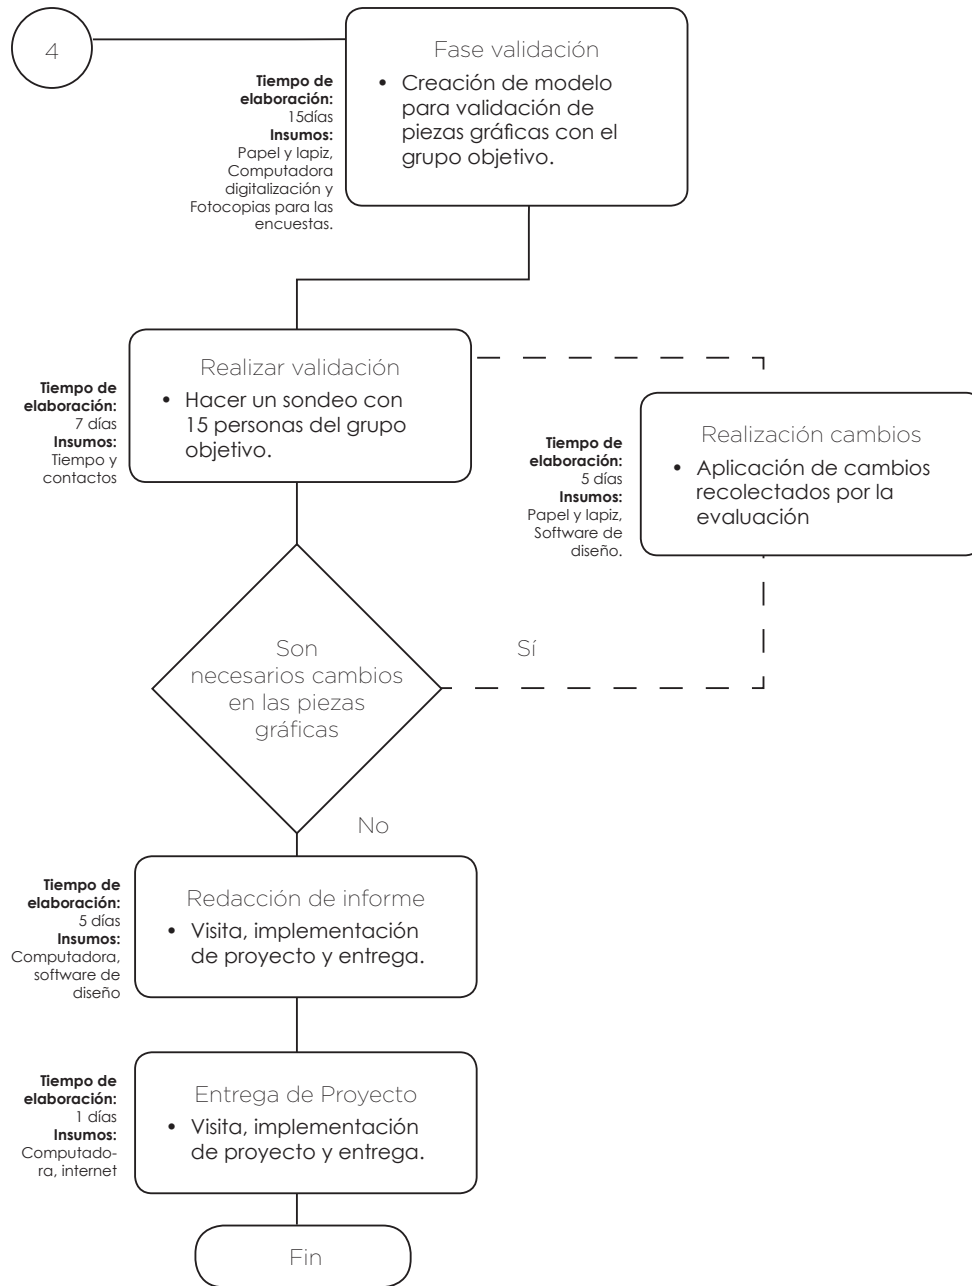 4
Fase validación
• Creación de modelo
para validación de
piezas gráficas con el
grupo objetivo.
Tiempo de
elaboración:
15días
Insumos:
Papel y lapiz,
Computadora
digitalización y
Fotocopias para las
encuestas.
Realizar validación
• Hacer un sondeo con
15 personas del grupo
objetivo.
Tiempo de
elaboración:
7 días
Insumos:
Tiempo y
contactos
Realización cambios
• Aplicación de cambios
recolectados por la
evaluación
Tiempo de
elaboración:
5 días
Insumos:
Papel y lapiz,
Software de
diseño.
Son
necesarios cambios
en las piezas
gráficas
Sí
No
Redacción de informe
• Visita, implementación
de proyecto y entrega.
Tiempo de
elaboración:
5 días
Insumos:
Computadora,
software de
diseño
Entrega de Proyecto
• Visita, implementación
de proyecto y entrega.
Tiempo de
elaboración:
1 días
Insumos:
Computado-
ra, internet
Fin